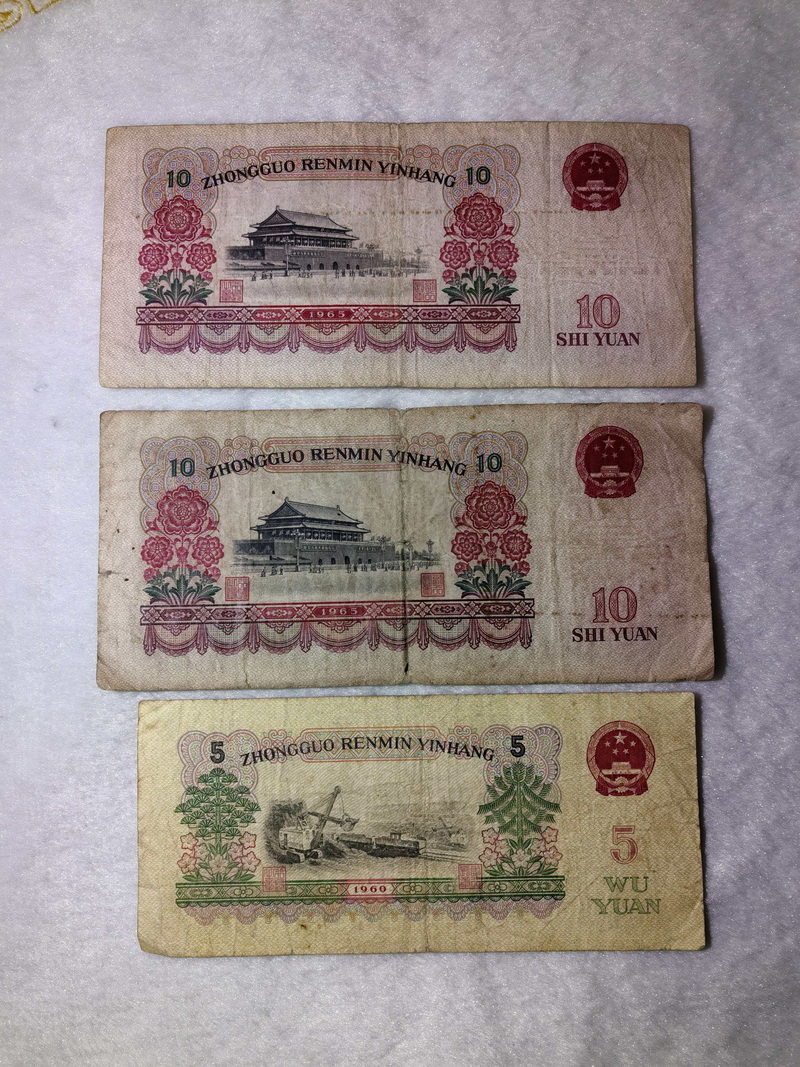 10 ZHONGGUO RENMIN YINHANG 10
1965
10
SHI YUAN
10 ZHONGGUO RENMIN YINHANG 10
1965
10
SHI YUAN
5 ZHONGGUO RENMIN YINHANG 5
1960
5
WU
YUAN